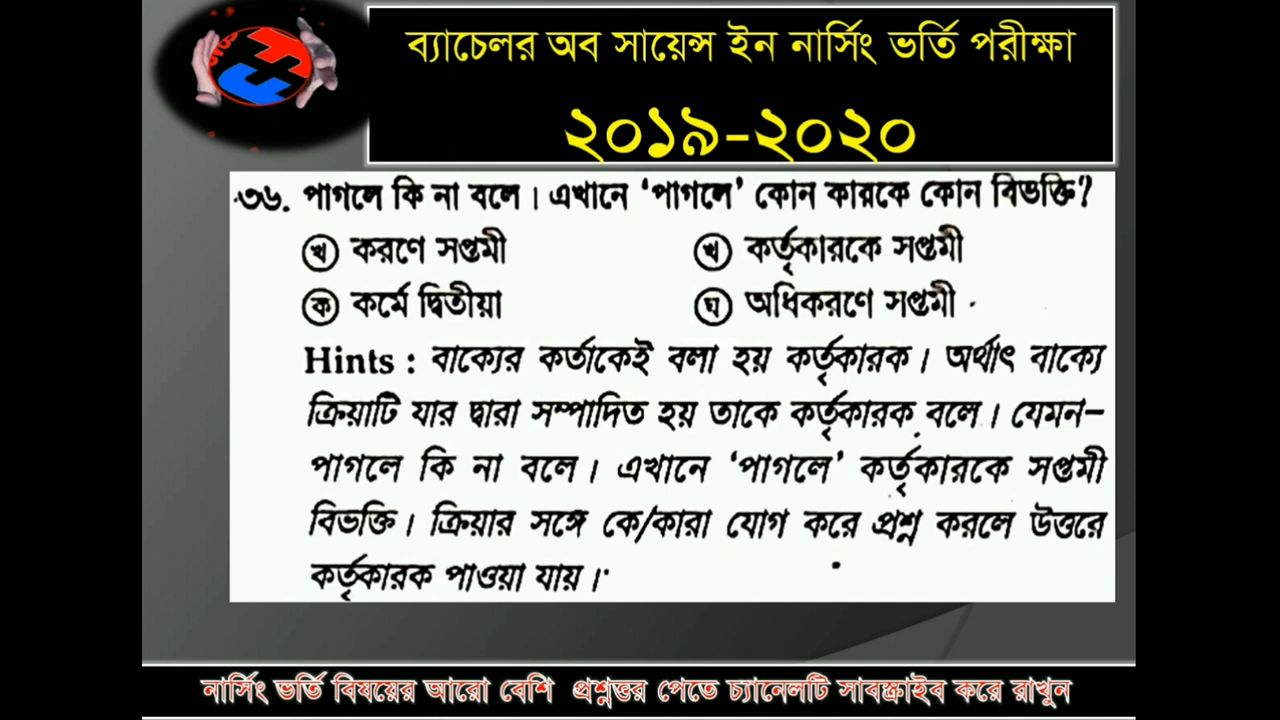 ব্যাচেলর অব সায়েন্স ইন নার্সিং ভর্তি পরীক্ষা
২০১৯-২০২০
৩৬. পাগলে কি না বলে। এখানে ‘পাগলে’ কোন কারকে কোন বিভক্তি?
খ করণে সপ্তমী খ কর্তৃকারকে সপ্তমী
ক কর্মে দ্বিতীয়া ঘ অধিকরণে সপ্তমী
Hints : বাক্যের কর্তাকেই বলা হয় কর্তৃকারক। অর্থাৎ বাক্যে
ক্রিয়াটি যার দ্বারা সম্পাদিত হয় তাকে কর্তৃকারক বলে। যেমন–
পাগলে কি না বলে। এখানে ‘পাগলে’ কর্তৃকারকে সপ্তমী
বিভক্তি। ক্রিয়ার সঙ্গে কে/কারা যোগ করে প্রশ্ন করলে উত্তরে
কর্তৃকারক পাওয়া যায়।
নার্সিং ভর্তি বিষয়ের আরো বেশি প্রশ্নত্তর পেতে চ্যানেলটি সাবস্ক্রাইব করে রাখুন